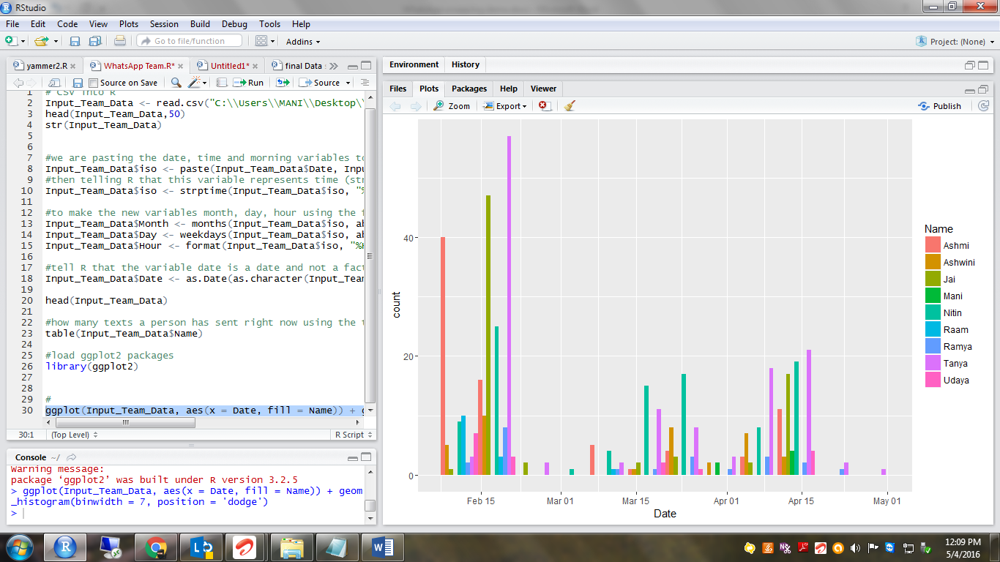 RStudio
File Edit Code View Plots Session Build Debug Tools Help
Go to file/function Addins Project: (None)
yammer2.R WhatsApp Team.R* Untitled1* final Data
Source on Save Run Source
1 # CSV into R
2 Input_Team_Data <- read.csv("C:\\Users\\MANI\\Desktop\\
3 head(Input_Team_Data,50)
4 str(Input_Team_Data)
5
6
7 #we are pasting the date, time and morning variables to
8 Input_Team_Data$iso <- paste(Input_Team_Data$Date, Inpu
9 #then telling R that this variable represents time (str
10 Input_Team_Data$iso <- strptime(Input_Team_Data$iso, "%
11
12 #to make the new variables month, day, hour using the f
13 Input_Team_Data$Month <- months(Input_Team_Data$iso, ab
14 Input_Team_Data$Day <- weekdays(Input_Team_Data$iso, ab
15 Input_Team_Data$Hour <- format(Input_Team_Data$iso, "%H
16
17 #tell R that the variable date is a date and not a fact
18 Input_Team_Data$Date <- as.Date(as.character(Input_Team
19
20 head(Input_Team_Data)
21
22 #how many texts a person has sent right now using the t
23 table(Input_Team_Data$Name)
24
25 #load ggplot2 packages
26 library(ggplot2)
27
28
29 #
30 ggplot(Input_Team_Data, aes(x = Date, fill = Name)) + g
30:1 (Top Level) R Script
Console ~/
Warning message:
package ‘ggplot2’ was built under R version 3.2.5
> ggplot(Input_Team_Data, aes(x = Date, fill = Name)) + geom
_histogram(binwidth = 7, position = 'dodge')
>
Environment History
Files Plots Packages Help Viewer
Zoom Export Publish
count
40
20
0
Feb 15 Mar 01 Mar 15 Apr 01 Apr 15 May 01
Date
Name
Ashmi
Ashwini
Jai
Mani
Nitin
Raam
Ramya
Tanya
Udaya
12:09 PM
5/4/2016